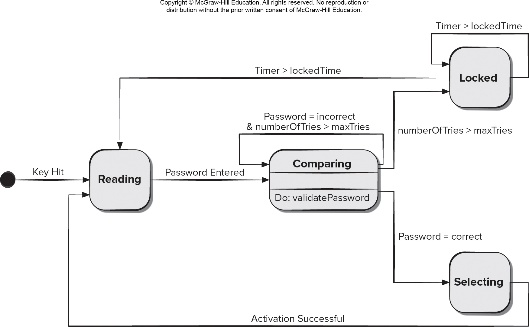 Copyright © McGraw-Hill Education. All rights reserved. No reproduction or
distribution without the prior written consent of McGraw-Hill Education.
Timer > lockedTime
Timer > lockedTime
Locked
Password = incorrect
& numberOfTries > maxTries
numberOfTries > maxTries
Comparing
Key Hit
Reading
Password Entered
Do: validatePassword
Password = correct
Selecting
Activation Successful